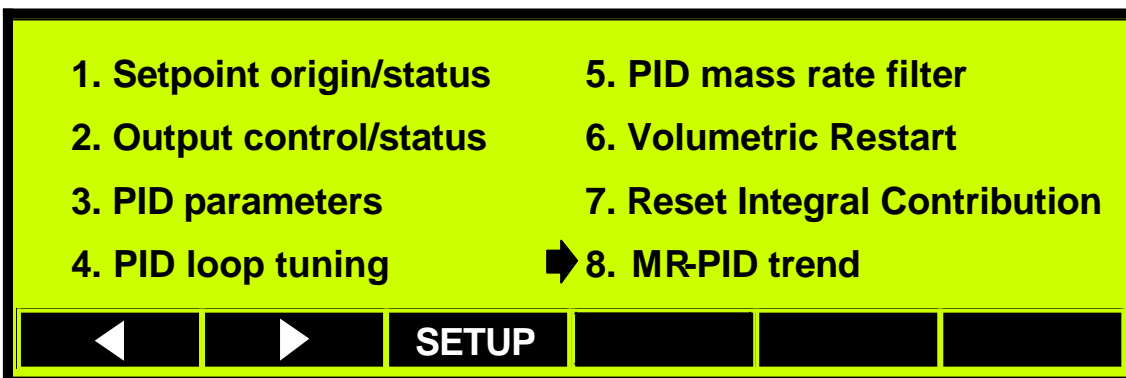 1. Setpoint origin/status
2. Output control/status
3. PID parameters
4. PID loop tuning
5. PID mass rate filter
6. Volumetric Restart
7. Reset Integral Contribution
8. MR-PID trend
SETUP